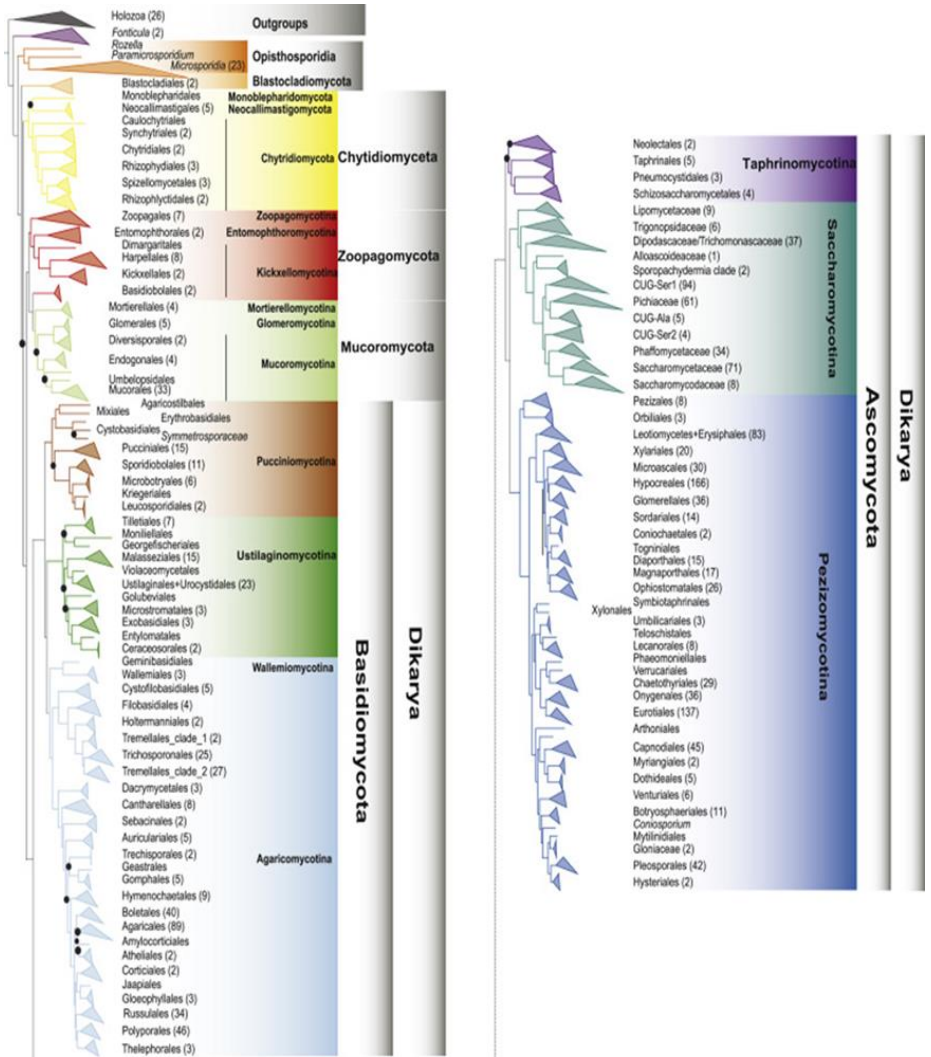 Holozoa (26)
Outgroups
Fonticula (2)
Rozella
Paramicrosporidium
Opisthosporidia
Microsporidia (23)
Blastocladiomycota
Blastocladiales (2)
Monoblepharidales
Monoblepharidomycota
Neocallimastigales (5)
Neocallimastigomycota
Caulochytriales
Synchytriales (2)
Chytridiales (2)
Chytridiomycota
Chytidiomyceta
Rhizophydiales (3)
Spizellomycetales (3)
Rhizophlyctidales (2)
Zoopagales (7)
Zoopagomycotina
Entomophthorales (2)
Entomophthoromycotina
Dimargaritales
Harpellales (8)
Zoopagomycota
Kickxellales (2)
Kickxellomycotina
Basidiobolales (2)
Mortierellales (4)
Mortierellomycotina
Glomerales (5)
Glomeromycotina
Diversisporales (2)
Mucoromycota
Endogonales (4)
Mucoromycotina
Umbelopsidales
Mucorales (33)
Agaricostilbales
Mixiales
Erythrobasidiales
Cystobasidiales
Symmetrosporaceae
Pucciniales (15)
Pucciniomycotina
Sporidiobolales (11)
Microbotryales (6)
Kriegeriales
Leucosporidiales (2)
Tilletiales (7)
Moniliellales
Georgefischeriales
Ustilaginomycotina
Malasseziales (15)
Violaceomycetales
Ustilaginales+Urocystidales (23)
Golubeviales
Microstromatales (3)
Exobasidiales (3)
Entylomatales
Ceraceosorales (2)
Geminibasidiales
Wallemiomycotina
Wallemiales (3)
Cystofilobasidiales (5)
Filobasidiales (4)
Holtermanniales (2)
Tremellales_clade_1 (2)
Trichosporonales (25)
Tremellales_clade_2 (27)
Dacrymycetales (3)
Cantharellales (8)
Sebacinales (2)
Auriculariales (5)
Trechisporales (2)
Agaricomycotina
Geastrales
Gomphales (5)
Hymenochaetales (9)
Boletales (40)
Agaricales (89)
Amylocorticiales
Atheliales (2)
Corticiales (2)
Jaapiales
Gloeophyllales (3)
Russulales (34)
Polyporales (46)
Thelephorales (3)
Basidiomycota
Dikarya
Neolectales (2)
Taphrinales (5)
Taphrinomycotina
Pneumocystidales (3)
Schizosaccharomycetales (4)
Lipomycetaceae (9)
Trigonopsidaceae (6)
Dipodascaceae/Trichomonascaceae (37)
Alloascoideaceae (1)
Sporopachydermia clade (2)
CUG-Ser1 (94)
Pichiaceae (61)
CUG-Ala (5)
CUG-Ser2 (4)
Phaffomycetaceae (34)
Saccharomycetaceae (71)
Saccharomycodaceae (8)
Saccharomycotina
Pezizales (8)
Orbiliales (3)
Leotiomycetes+Erysiphales (83)
Xylariales (20)
Microascales (30)
Hypocreales (166)
Glomerellales (36)
Sordariales (14)
Coniochaetales (2)
Togniniales
Diaporthales (15)
Magnaporthales (17)
Ophiostomatales (26)
Symbiotaphrinales
Xylonales
Umbilicariales (3)
Teloschistales
Lecanorales (8)
Phaeomoniellales
Verrucariales
Chaetothyriales (29)
Onygenales (36)
Eurotiales (137)
Arthoniales
Capnodiales (45)
Myriangiales (2)
Dothideales (5)
Venturiales (6)
Botryosphaeriales (11)
Coniosporium
Mytilinidiales
Gloniaceae (2)
Pleosporales (42)
Hysteriales (2)
Pezizomycotina
Ascomycota
Dikarya